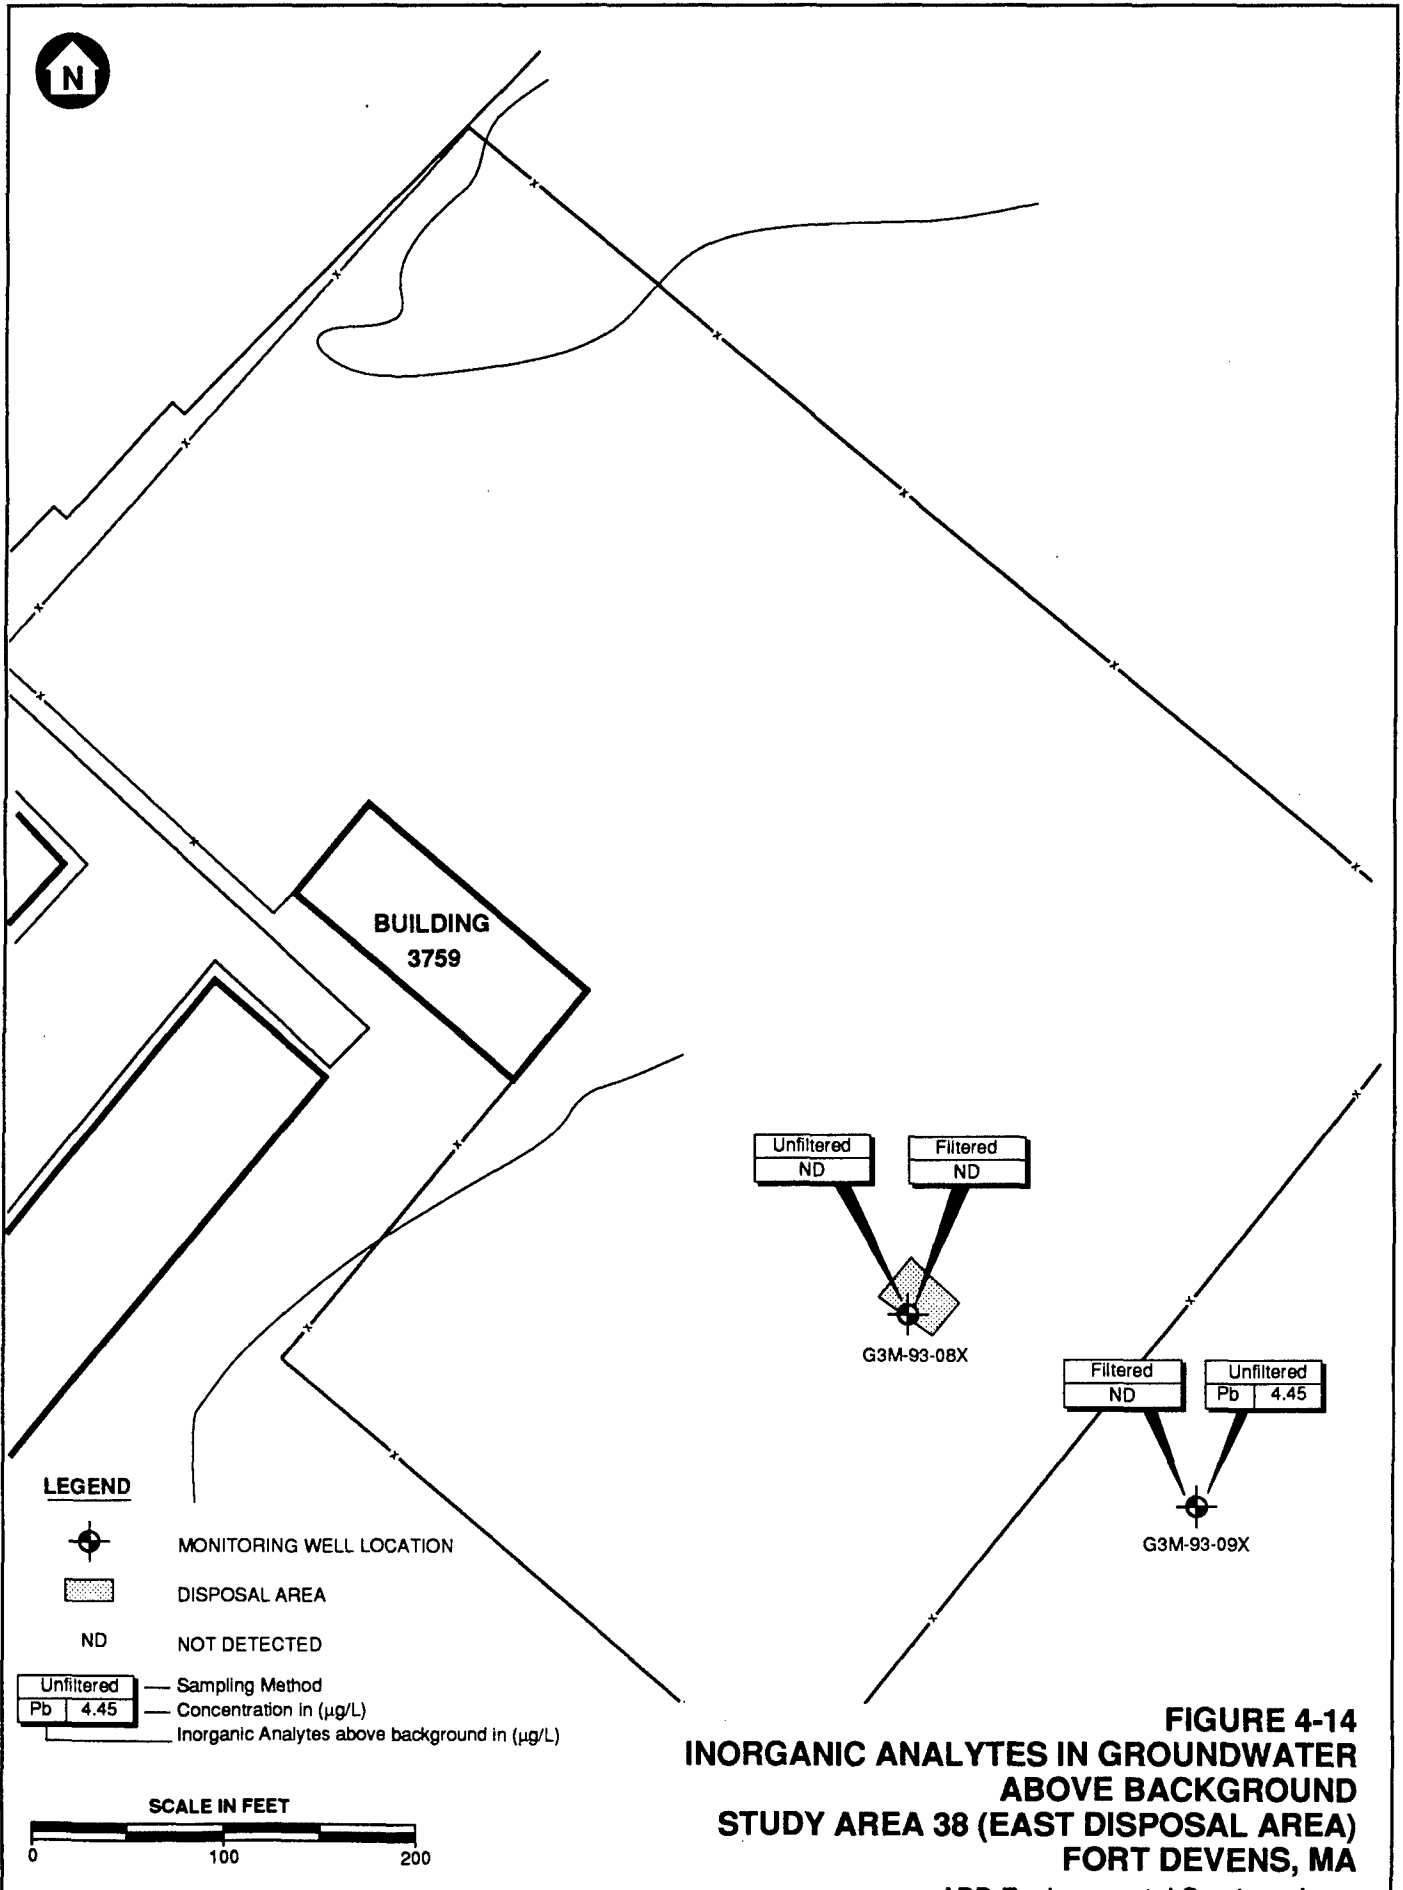 N
BUILDING
3759
Unfiltered
ND
Filtered
ND
G3M-93-08X
Filtered
ND
Unfiltered
Pb 4.45
G3M-93-09X
LEGEND
MONITORING WELL LOCATION
DISPOSAL AREA
ND NOT DETECTED
Unfiltered Sampling Method
Pb 4.45 Concentration in (µg/L)
Inorganic Analytes above background in (µg/L)
SCALE IN FEET
0 100 200
FIGURE 4-14
INORGANIC ANALYTES IN GROUNDWATER
ABOVE BACKGROUND
STUDY AREA 38 (EAST DISPOSAL AREA)
FORT DEVENS, MA